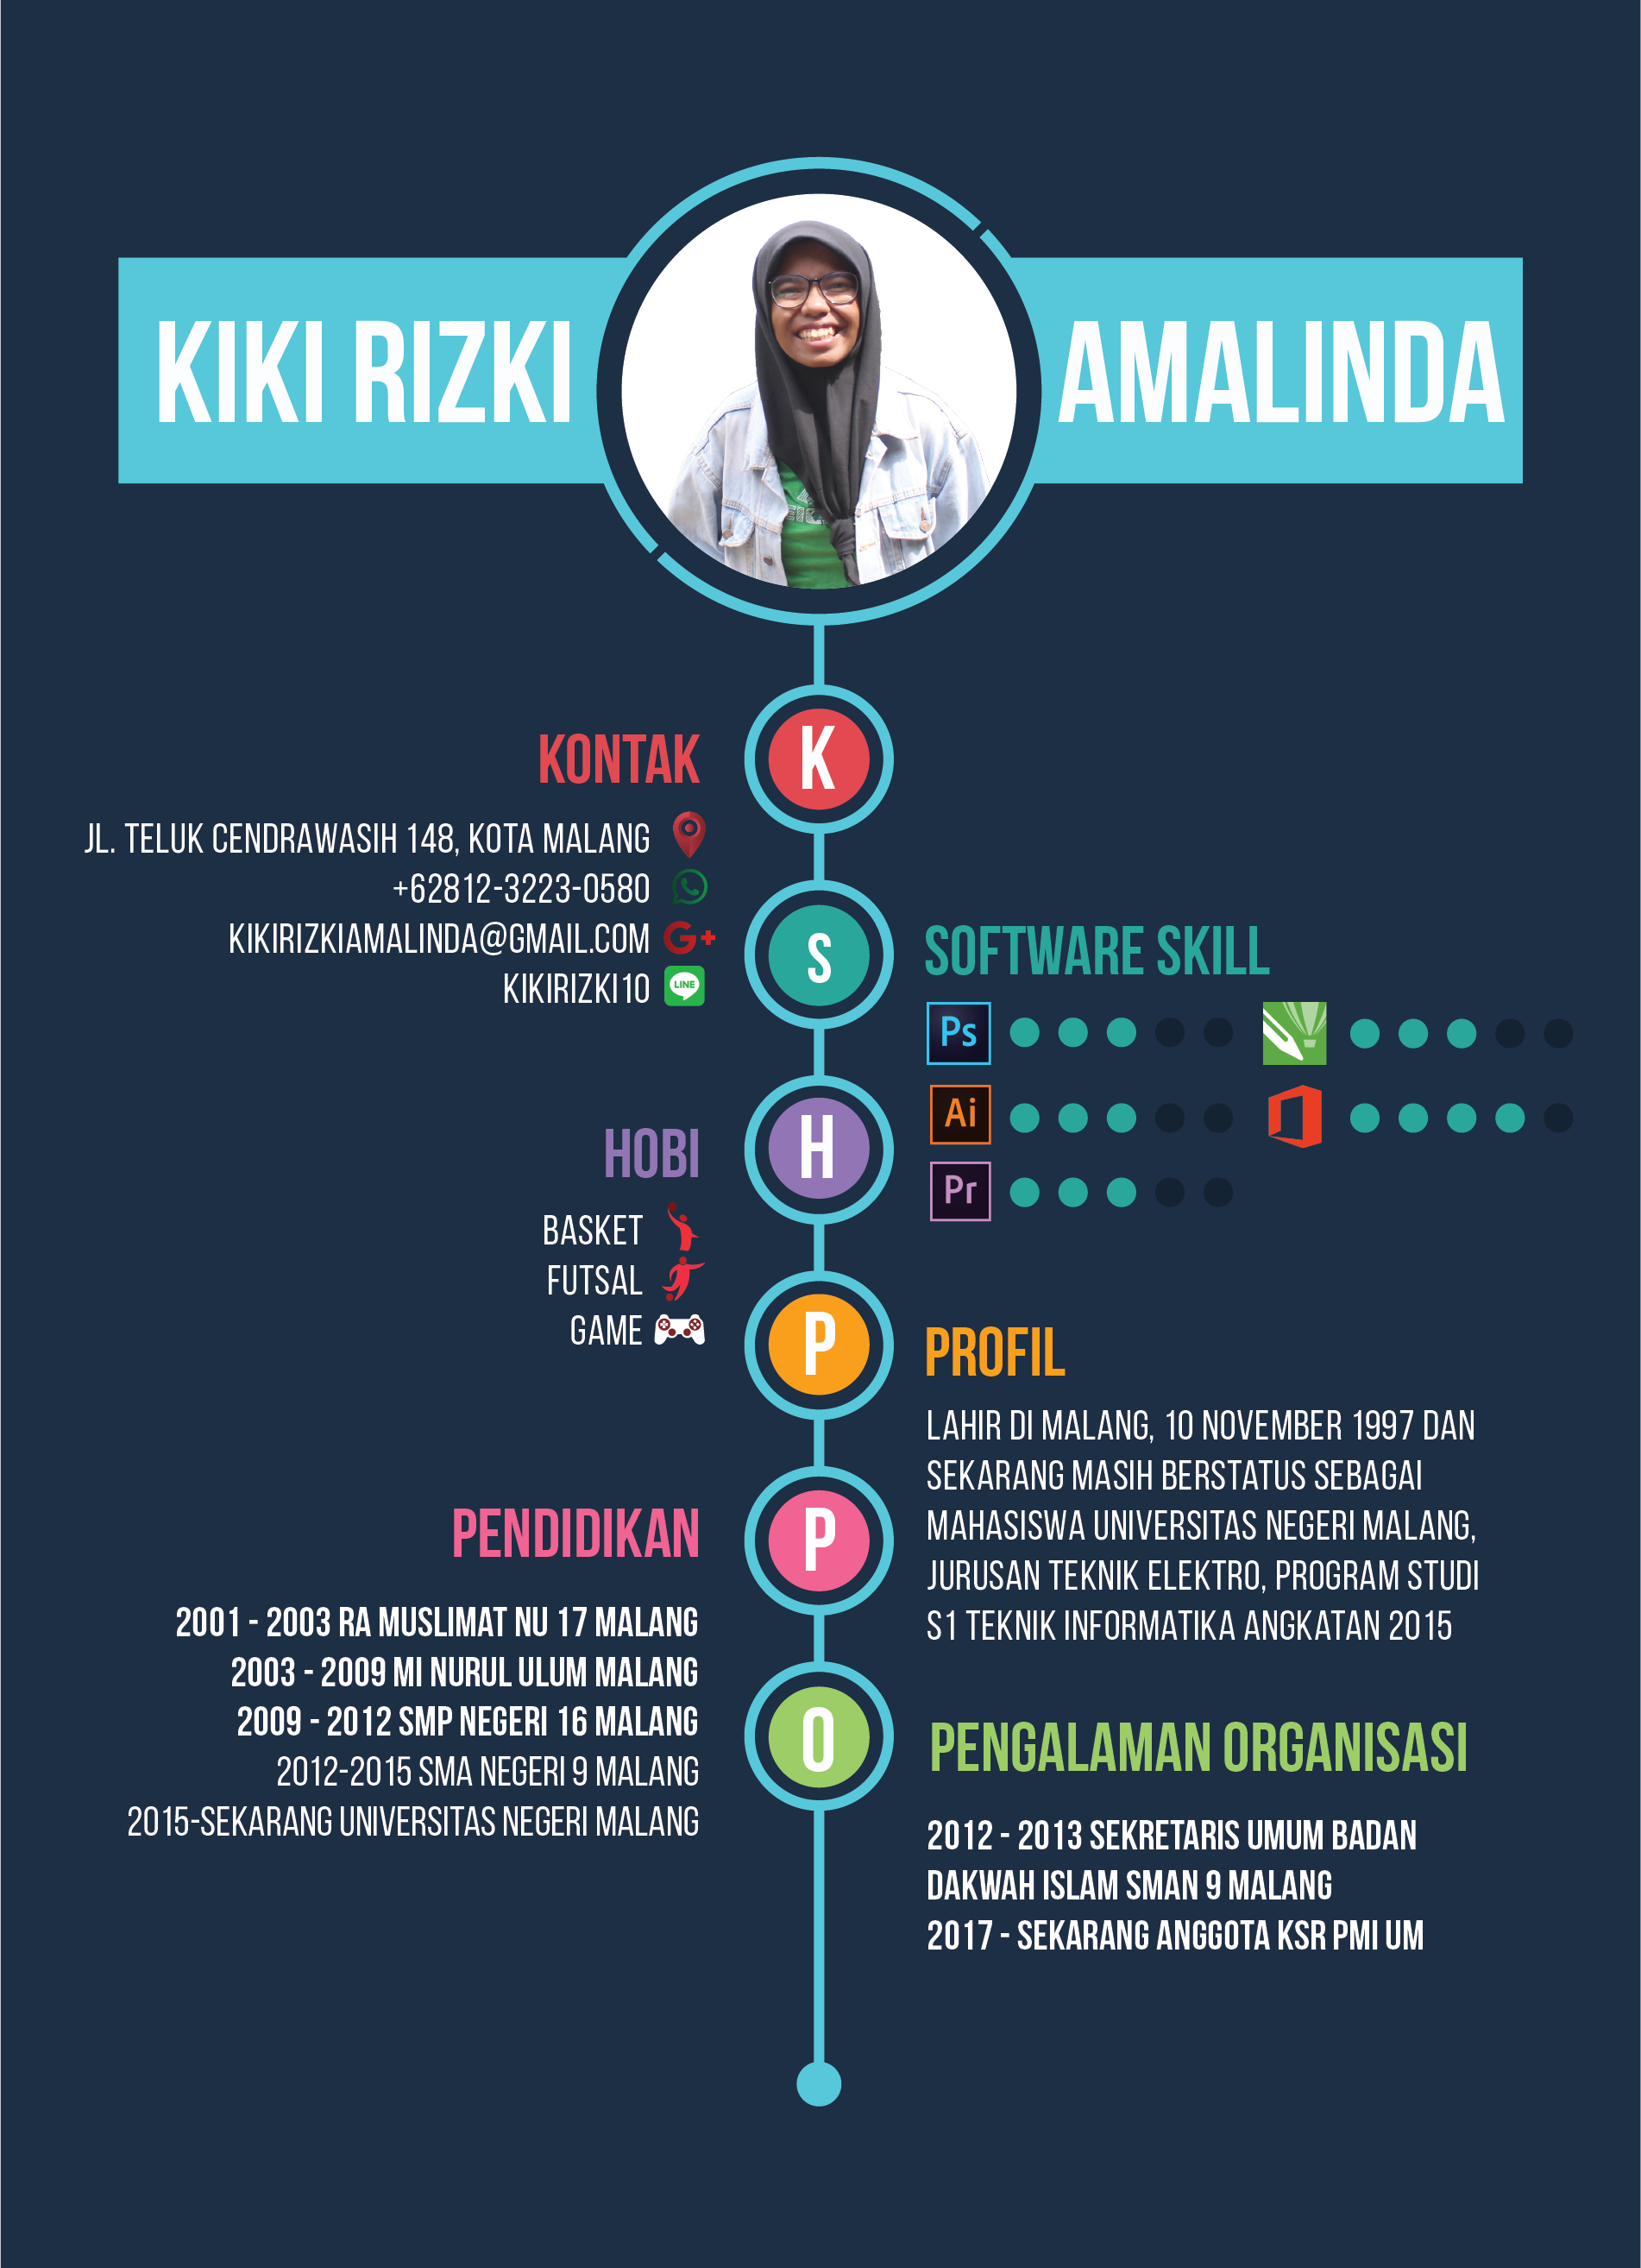 KIKI RIZKI
AMALINDA
K
KONTAK
JL. TELUK CENDRAWASIH 148, KOTA MALANG
+62812-3223-0580
KIKIRIZKIAMALINDA@GMAIL.COM G+
KIKIRIZKI10 LINE
S
SOFTWARE SKILL
Ps
Ai
Pr
H
HOBI
BASKET
FUTSAL
GAME
P
PROFIL
LAHIR DI MALANG, 10 NOVEMBER 1997 DAN
SEKARANG MASIH BERSTATUS SEBAGAI
MAHASISWA UNIVERSITAS NEGERI MALANG,
JURUSAN TEKNIK ELEKTRO, PROGRAM STUDI
S1 TEKNIK INFORMATIKA ANGKATAN 2015
P
PENDIDIKAN
2001 - 2003 RA MUSLIMAT NU 17 MALANG
2003 - 2009 MI NURUL ULUM MALANG
2009 - 2012 SMP NEGERI 16 MALANG
2012-2015 SMA NEGERI 9 MALANG
2015-SEKARANG UNIVERSITAS NEGERI MALANG
O
PENGALAMAN ORGANISASI
2012 - 2013 SEKRETARIS UMUM BADAN
DAKWAH ISLAM SMAN 9 MALANG
2017 - SEKARANG ANGGOTA KSR PMI UM